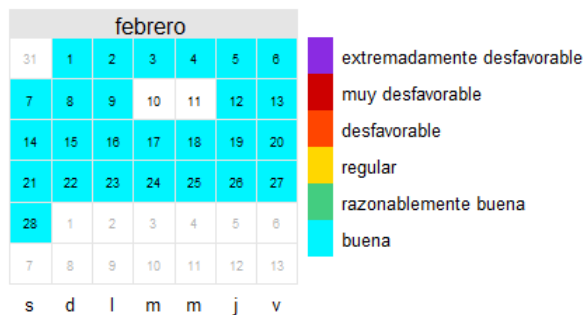 febrero
31 1 2 3 4 5 6
7 8 9 10 11 12 13
14 15 16 17 18 19 20
21 22 23 24 25 26 27
28 1 2 3 4 5 6
7 8 9 10 11 12 13
s d l m m j v
extremadamente desfavorable
muy desfavorable
desfavorable
regular
razonablemente buena
buena